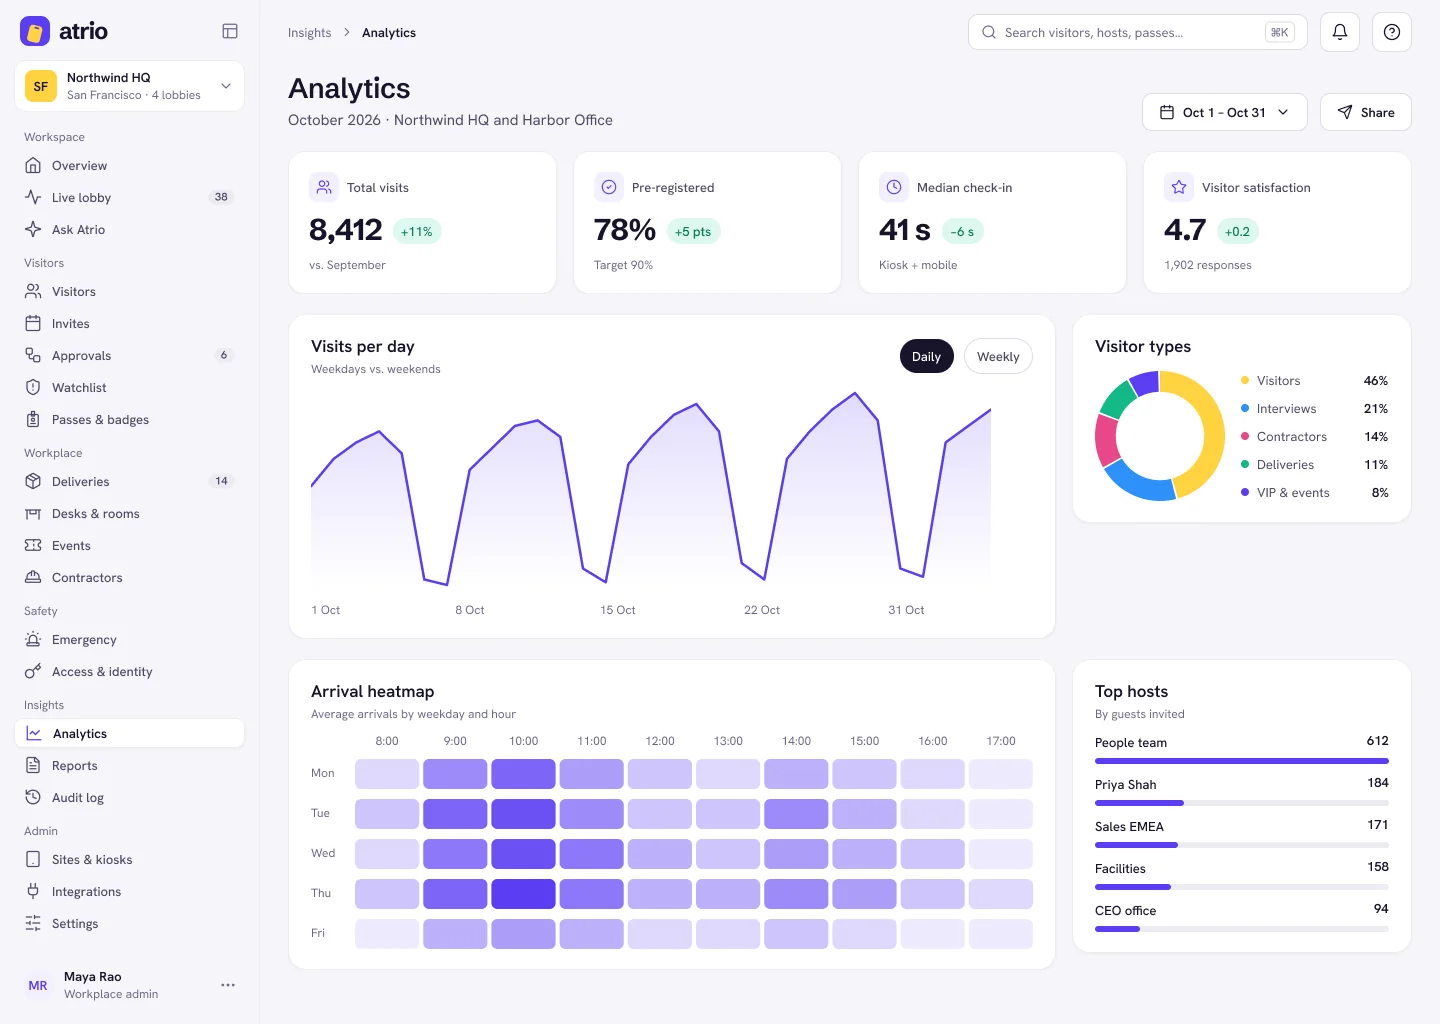 atrio
SF
Northwind HQ
San Francisco · 4 lobbies
Workspace
Overview
Live lobby 38
Ask Atrio
Visitors
Visitors
Invites
Approvals 6
Watchlist
Passes & badges
Workplace
Deliveries 14
Desks & rooms
Events
Contractors
Safety
Emergency
Access & identity
Insights
Analytics
Reports
Audit log
Admin
Sites & kiosks
Integrations
Settings
MR
Maya Rao
Workplace admin
Insights Analytics
Search visitors, hosts, passes... ⌘K
Analytics
October 2026 · Northwind HQ and Harbor Office
Oct 1 – Oct 31
Share
Total visits
8,412 +11%
vs. September
Pre-registered
78% +5 pts
Target 90%
Median check-in
41 s −6 s
Kiosk + mobile
Visitor satisfaction
4.7 +0.2
1,902 responses
Visits per day
Weekdays vs. weekends
Daily Weekly
1 Oct 8 Oct 15 Oct 22 Oct 31 Oct
Visitor types
Visitors 46%
Interviews 21%
Contractors 14%
Deliveries 11%
VIP & events 8%
Arrival heatmap
Average arrivals by weekday and hour
8:00 9:00 10:00 11:00 12:00 13:00 14:00 15:00 16:00 17:00
Mon
Tue
Wed
Thu
Fri
Top hosts
By guests invited
People team 612
Priya Shah 184
Sales EMEA 171
Facilities 158
CEO office 94